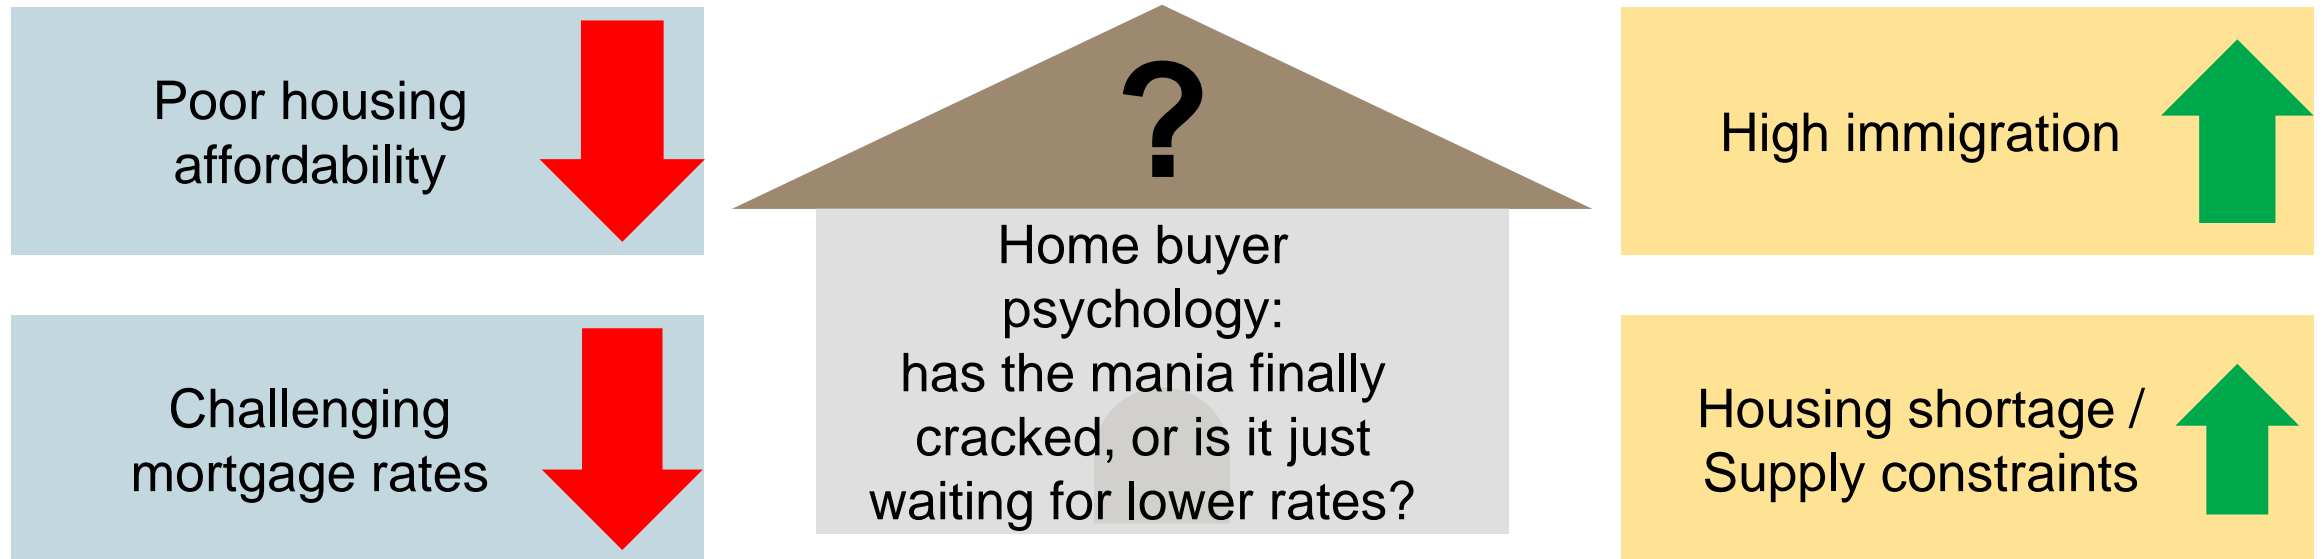 Poor housing
affordability
Challenging
mortgage rates
?
Home buyer
psychology:
has the mania finally
cracked, or is it just
waiting for lower rates?
High immigration
Housing shortage /
Supply constraints